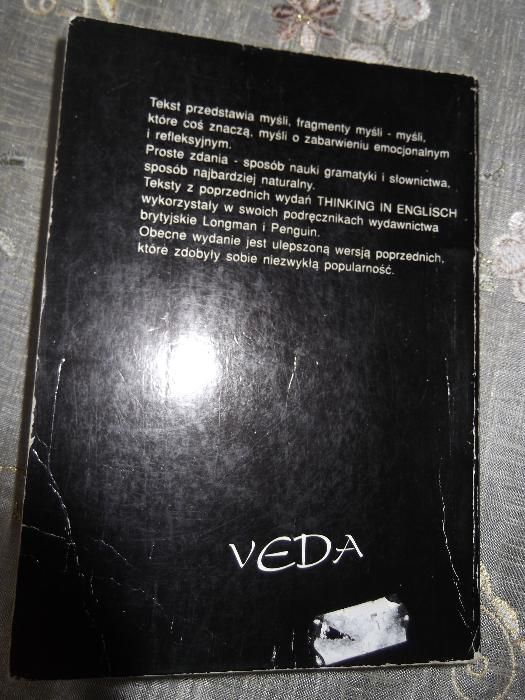 Tekst przedstawia myśli, fragmenty myśli - myśli,
które coś znaczą, myśli o zabarwieniu emocjonalnym
i refleksyjnym.
Proste zdania - sposób nauki gramatyki i słownictwa,
sposób najbardziej naturalny.
Teksty z poprzednich wydań THINKING IN ENGLİSCH
wykorzystały w swoich podręcznikach wydawnictwa
brytyjskie Longman i Penguin.
Obecne wydanie jest ulepszoną wersją poprzednich,
które zdobyły sobie niezwykłą popularność.
VEDA